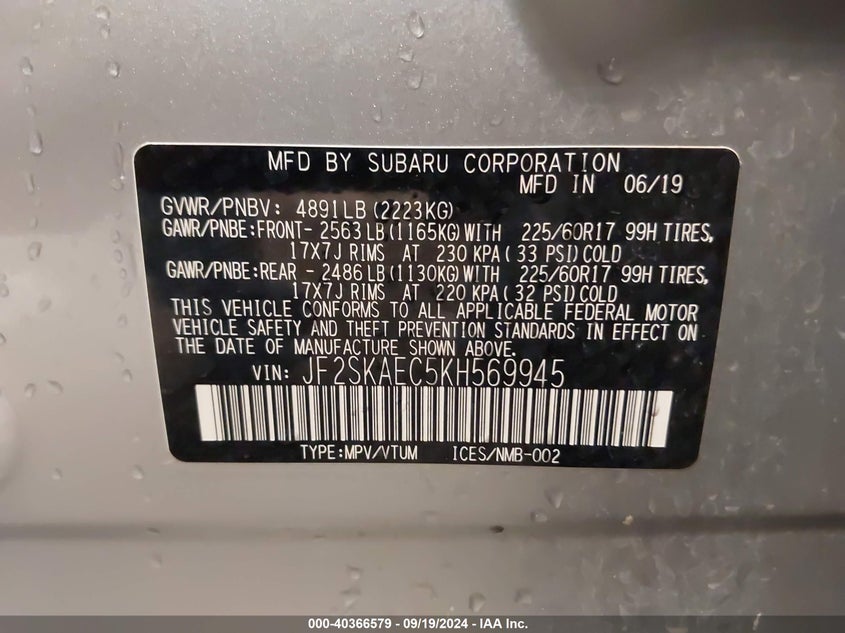 MFD BY SUBARU CORPORATION
MFD IN 06/19
GVWR/PNBV: 4891LB (2223KG)
GAWR/PNBE:FRONT- 2563LB(1165KG)WITH 225/60R17 99H TIRES,
17X7J RIMS AT 230 KPA( 33 PSI)COLD
GAWR/PNBE:REAR - 2486LB(1130KG)WITH 225/60R17 99H TIRES,
17X7J RIMS AT 220 KPA( 32 PSI)COLD
THIS VEHICLE CONFORMS TO ALL APPLICABLE FEDERAL MOTOR
VEHICLE SAFETY AND THEFT PREVENTION STANDARDS IN EFFECT ON
THE DATE OF MANUFACTURE SHOWN ABOVE.
VIN: JF2SKAEC5KH569945
TYPE:MPV/VTUM ICES/NMB-002
000-40366579 - 09/19/2024 - IAA Inc.